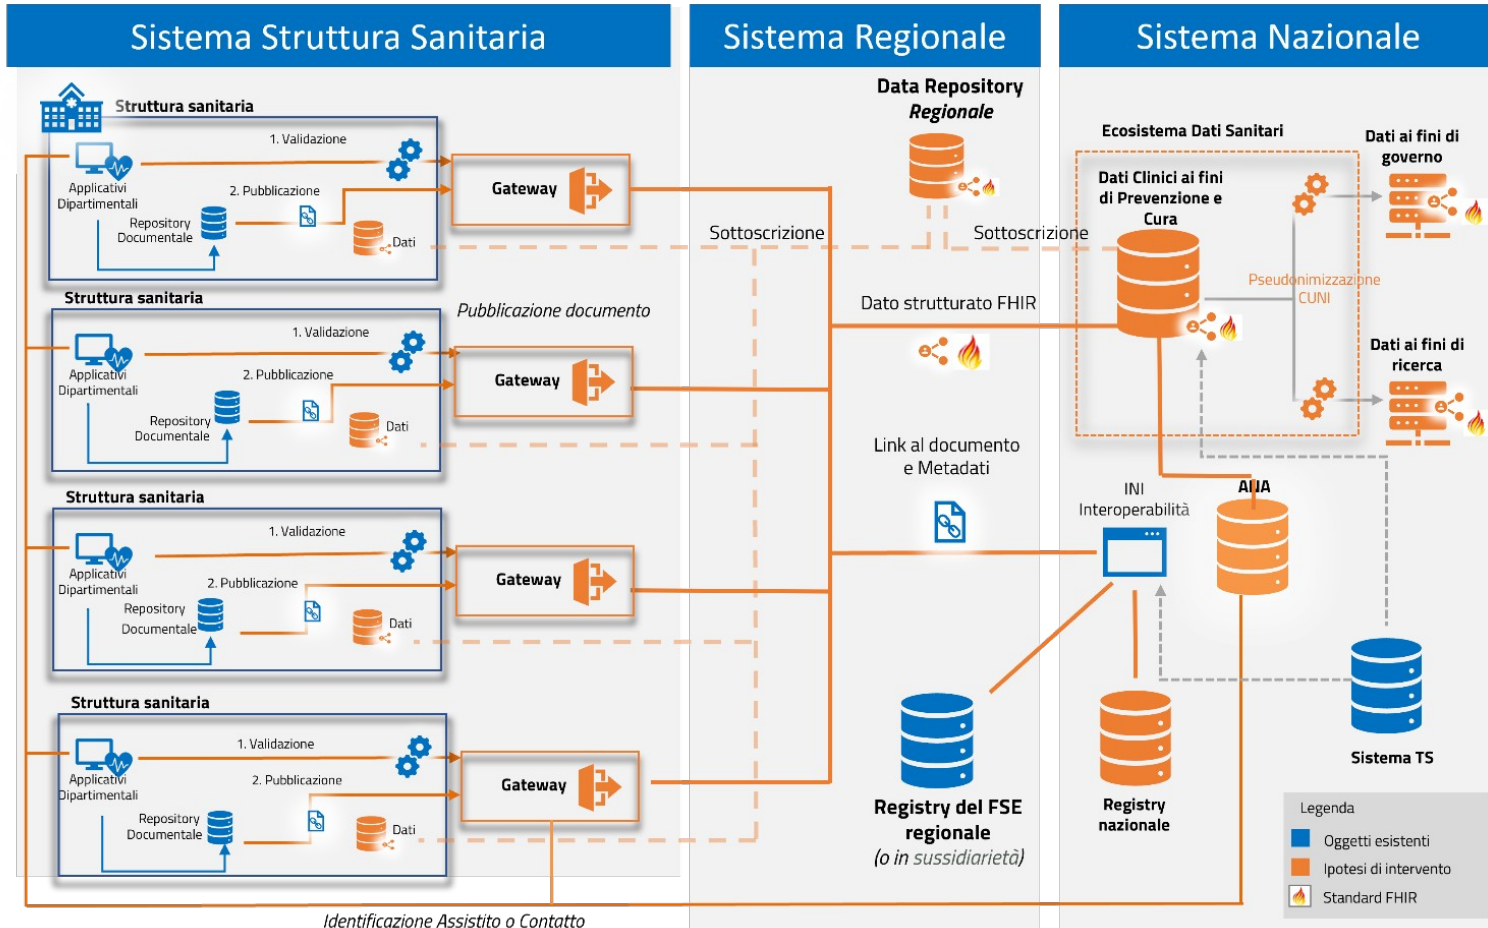 Sistema Struttura Sanitaria
Sistema Regionale
Sistema Nazionale
Struttura sanitaria
1. Validazione
Applicativi
Dipartimentali
2. Pubblicazione
Repository
Documentale
Dati
Gateway
Struttura sanitaria
1. Validazione
Applicativi
Dipartimentali
2. Pubblicazione
Repository
Documentale
Dati
Gateway
Pubblicazione documento
Struttura sanitaria
1. Validazione
Applicativi
Dipartimentali
2. Pubblicazione
Repository
Documentale
Dati
Gateway
Struttura sanitaria
1. Validazione
Applicativi
Dipartimentali
2. Pubblicazione
Repository
Documentale
Dati
Gateway
Identificazione Assistito o Contatto
Data Repository
Regionale
Sottoscrizione
Sottoscrizione
Dato strutturato FHIR
Link al documento
e Metadati
Registry del FSE
regionale
(o in sussidiarietà)
Ecosistema Dati Sanitari
Dati Clinici ai fini
di Prevenzione e
Cura
Pseudonimizzazione
CUNI
Dati ai fini di
governo
Dati ai fini di
ricerca
INI
Interoperabilità
ANA
Registry
nazionale
Sistema TS
Legenda
Oggetti esistenti
Ipotesi di intervento
Standard FHIR